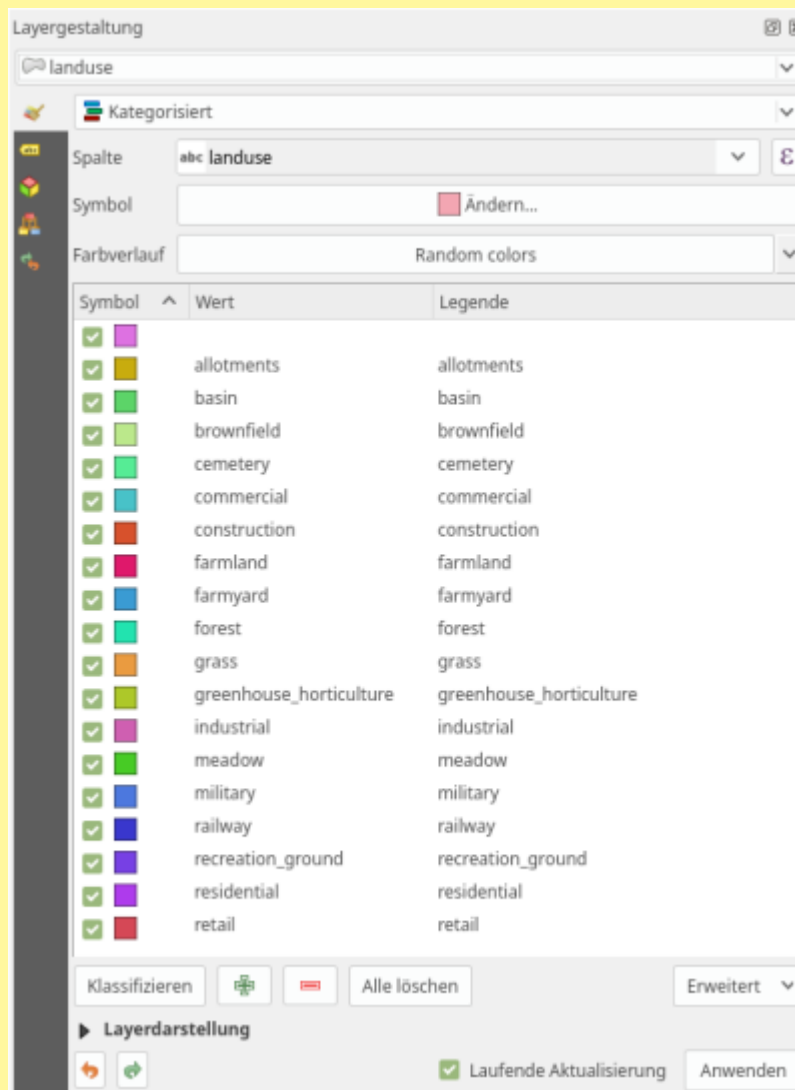 Layergestaltung
landuse
Kategorisiert
Spalte abc landuse ε
Symbol Ändern...
Farbverlauf Random colors
Symbol Wert Legende
allotments allotments
basin basin
brownfield brownfield
cemetery cemetery
commercial commercial
construction construction
farmland farmland
farmyard farmyard
forest forest
grass grass
greenhouse_horticulture greenhouse_horticulture
industrial industrial
meadow meadow
military military
railway railway
recreation_ground recreation_ground
residential residential
retail retail
Klassifizieren Alle löschen Erweitert
Layerdarstellung
Laufende Aktualisierung Anwenden